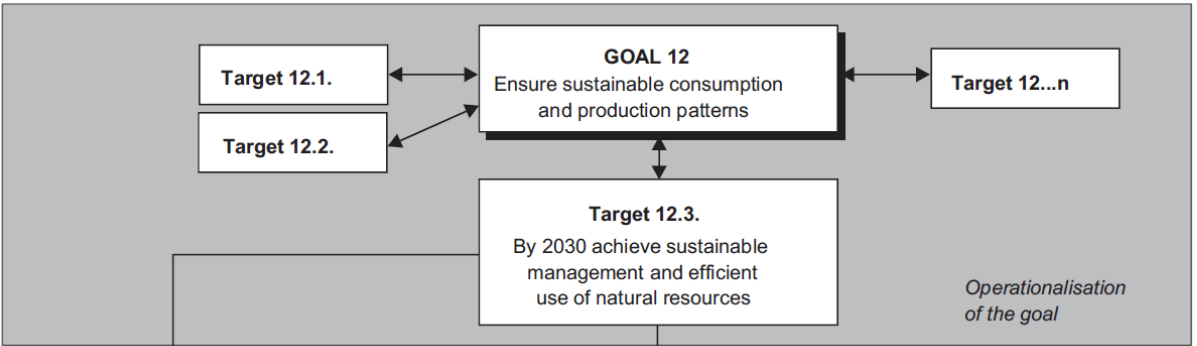 GOAL 12
Ensure sustainable consumption
and production patterns
Target 12.1.
Target 12.2.
Target 12...n
Target 12.3.
By 2030 achieve sustainable
management and efficient
use of natural resources
Operationalisation
of the goal